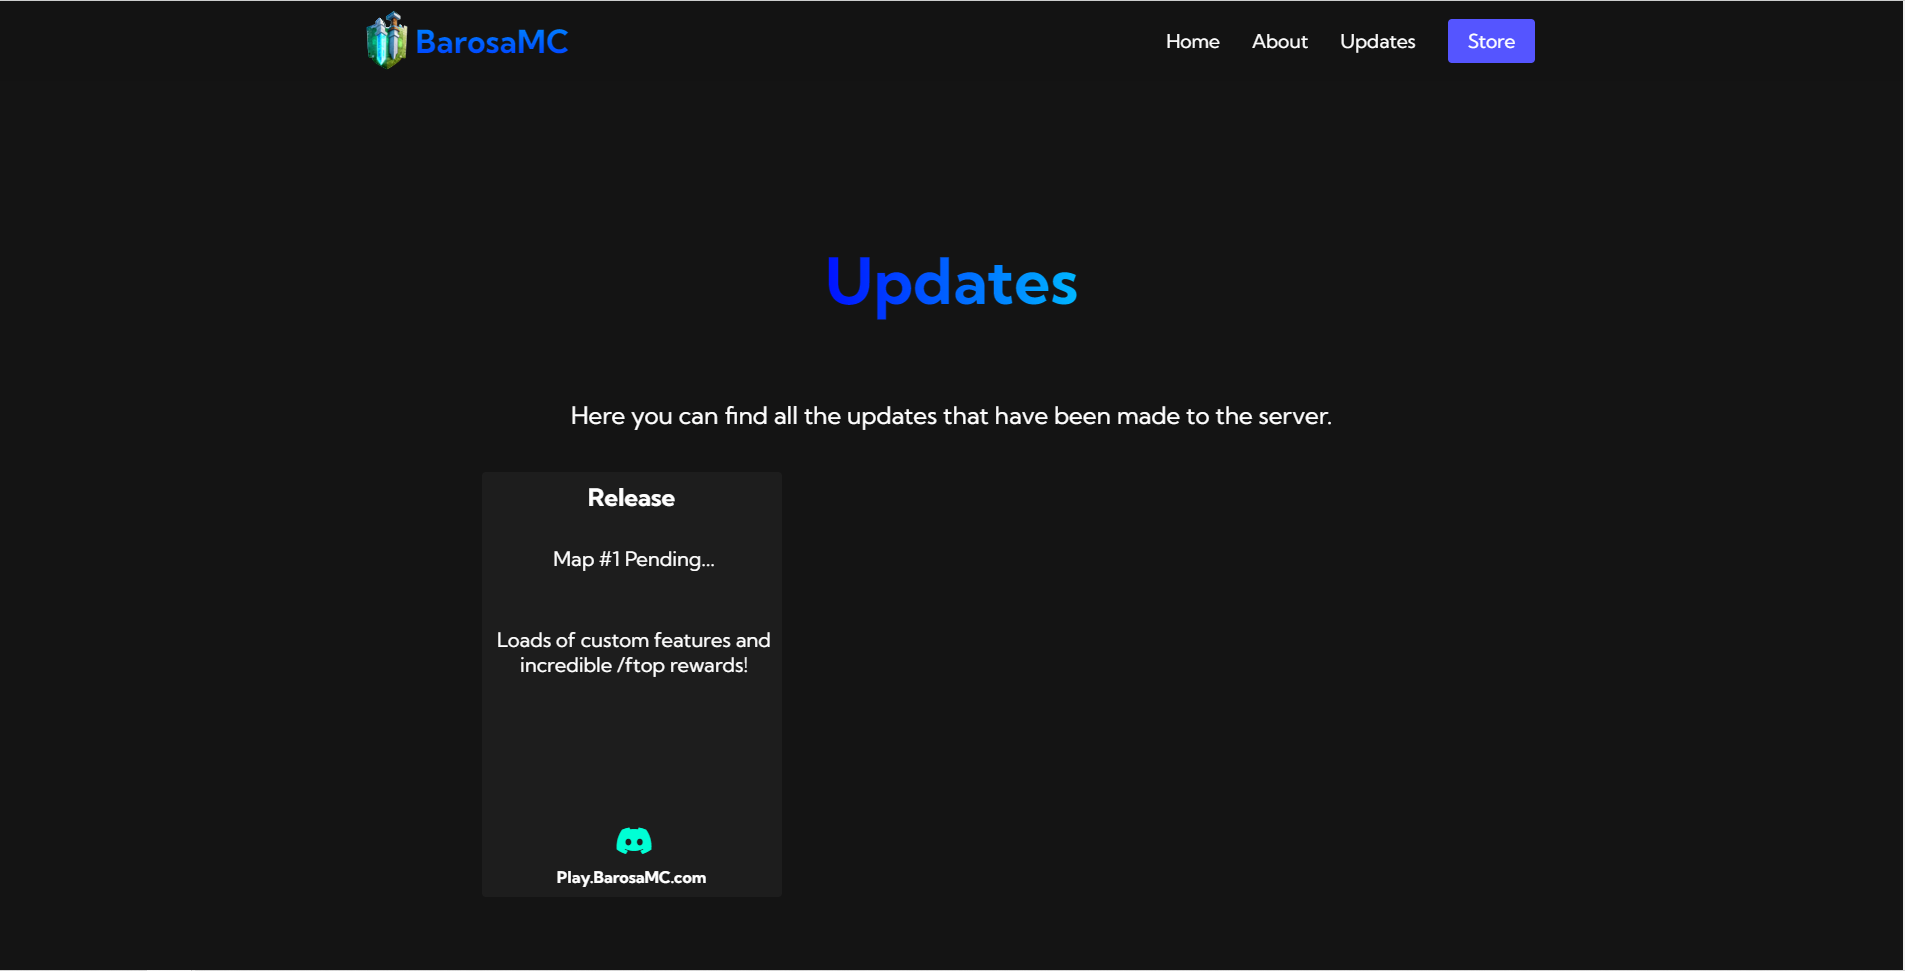 BarosaMC
Home
About
Updates
Store
Updates
Here you can find all the updates that have been made to the server.
Release
Map #1 Pending...
Loads of custom features and
incredible /ftop rewards!
Play.BarosaMC.com